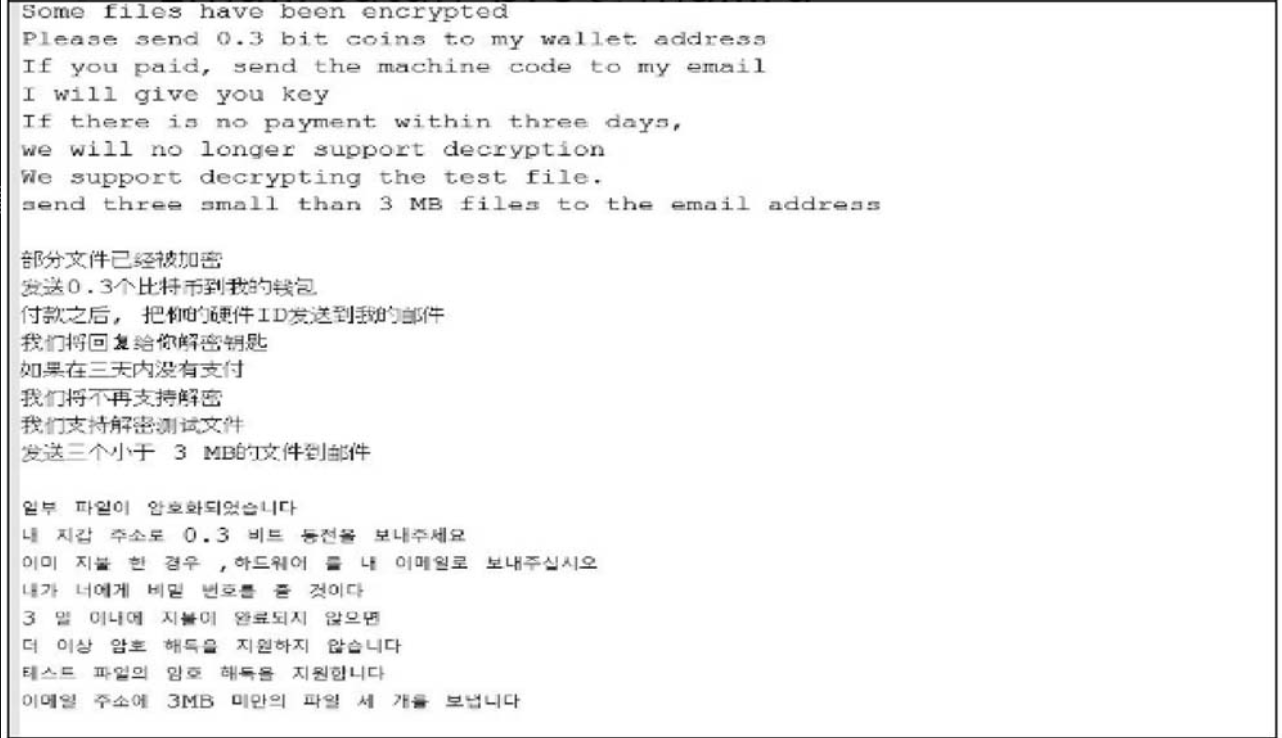 Some files have been encrypted
Please send 0.3 bit coins to my wallet address
If you paid, send the machine code to my email
I will give you key
If there is no payment within three days,
we will no longer support decryption
We support decrypting the test file.
send three small than 3 MB files to the email address
部分文件已经被加密
发送0.3个比特币到我的钱包
付款之后, 把你的硬件ID发送到我的邮件
我们将回复给你解密钥匙
如果在三天内没有支付
我们将不再支持解密
我们支持解密测试文件
发送三个小于 3 MB的文件到邮件
일부 파일이 암호화되었습니다
내 지갑 주소로 0.3 비트 동전을 보내주세요
이미 지불 한 경우 ,하드웨어 를 내 이메일로 보내주십시오
내가 너에게 비밀 번호를 줄 것이다
3 일 이내에 지불이 완료되지 않으면
더 이상 암호 해독을 지원하지 않습니다
테스트 파일의 암호 해독을 지원합니다
이메일 주소에 3MB 미만의 파일 세 개를 보냅니다